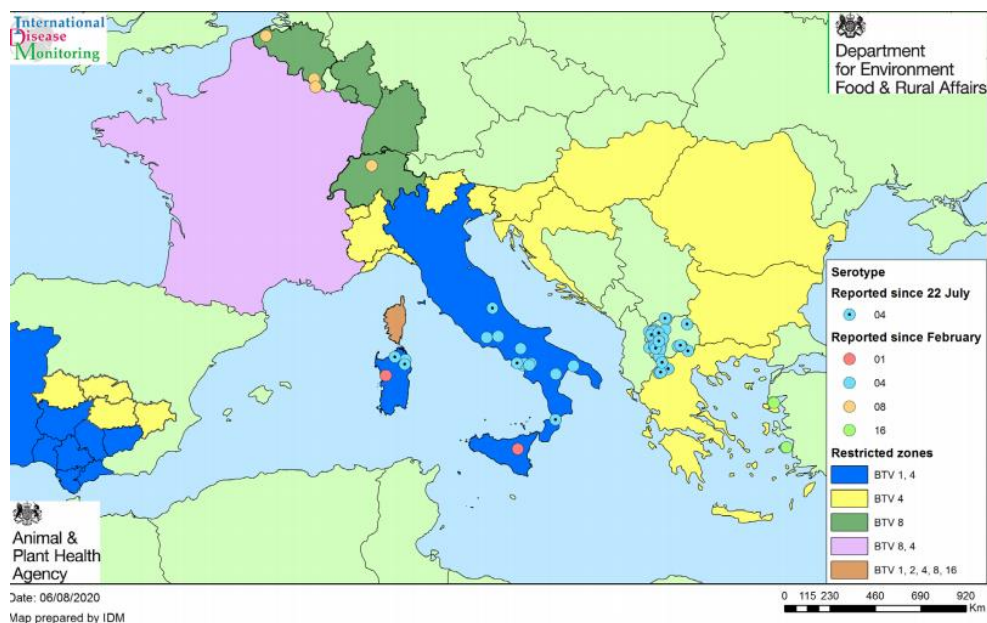 International
Disease
Monitoring
Department
for Environment
Food & Rural Affairs
Serotype
Reported since 22 July
04
Reported since February
01
04
08
16
Restricted zones
BTV 1, 4
BTV 4
BTV 8
BTV 8, 4
BTV 1, 2, 4, 8, 16
Animal &
Plant Health
Agency
Date: 06/08/2020
Map prepared by IDM
0 115 230 460 690 920
Km